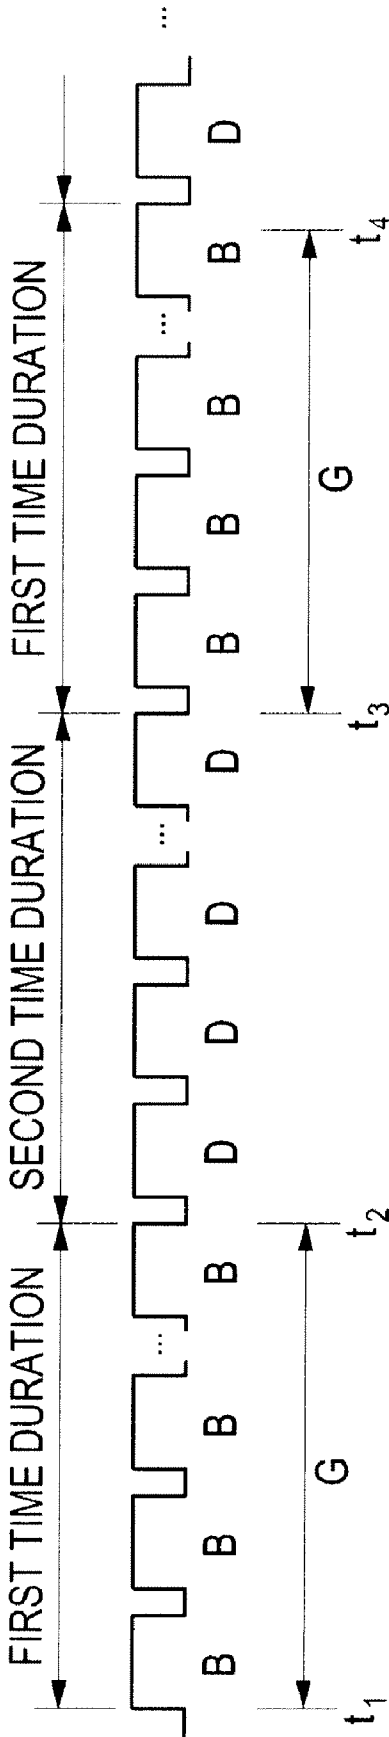 FIRST TIME DURATION SECOND TIME DURATION FIRST TIME DURATION
... ... ...
B B B B D D D D B B B B D
G G
t1 t2 t3 t4